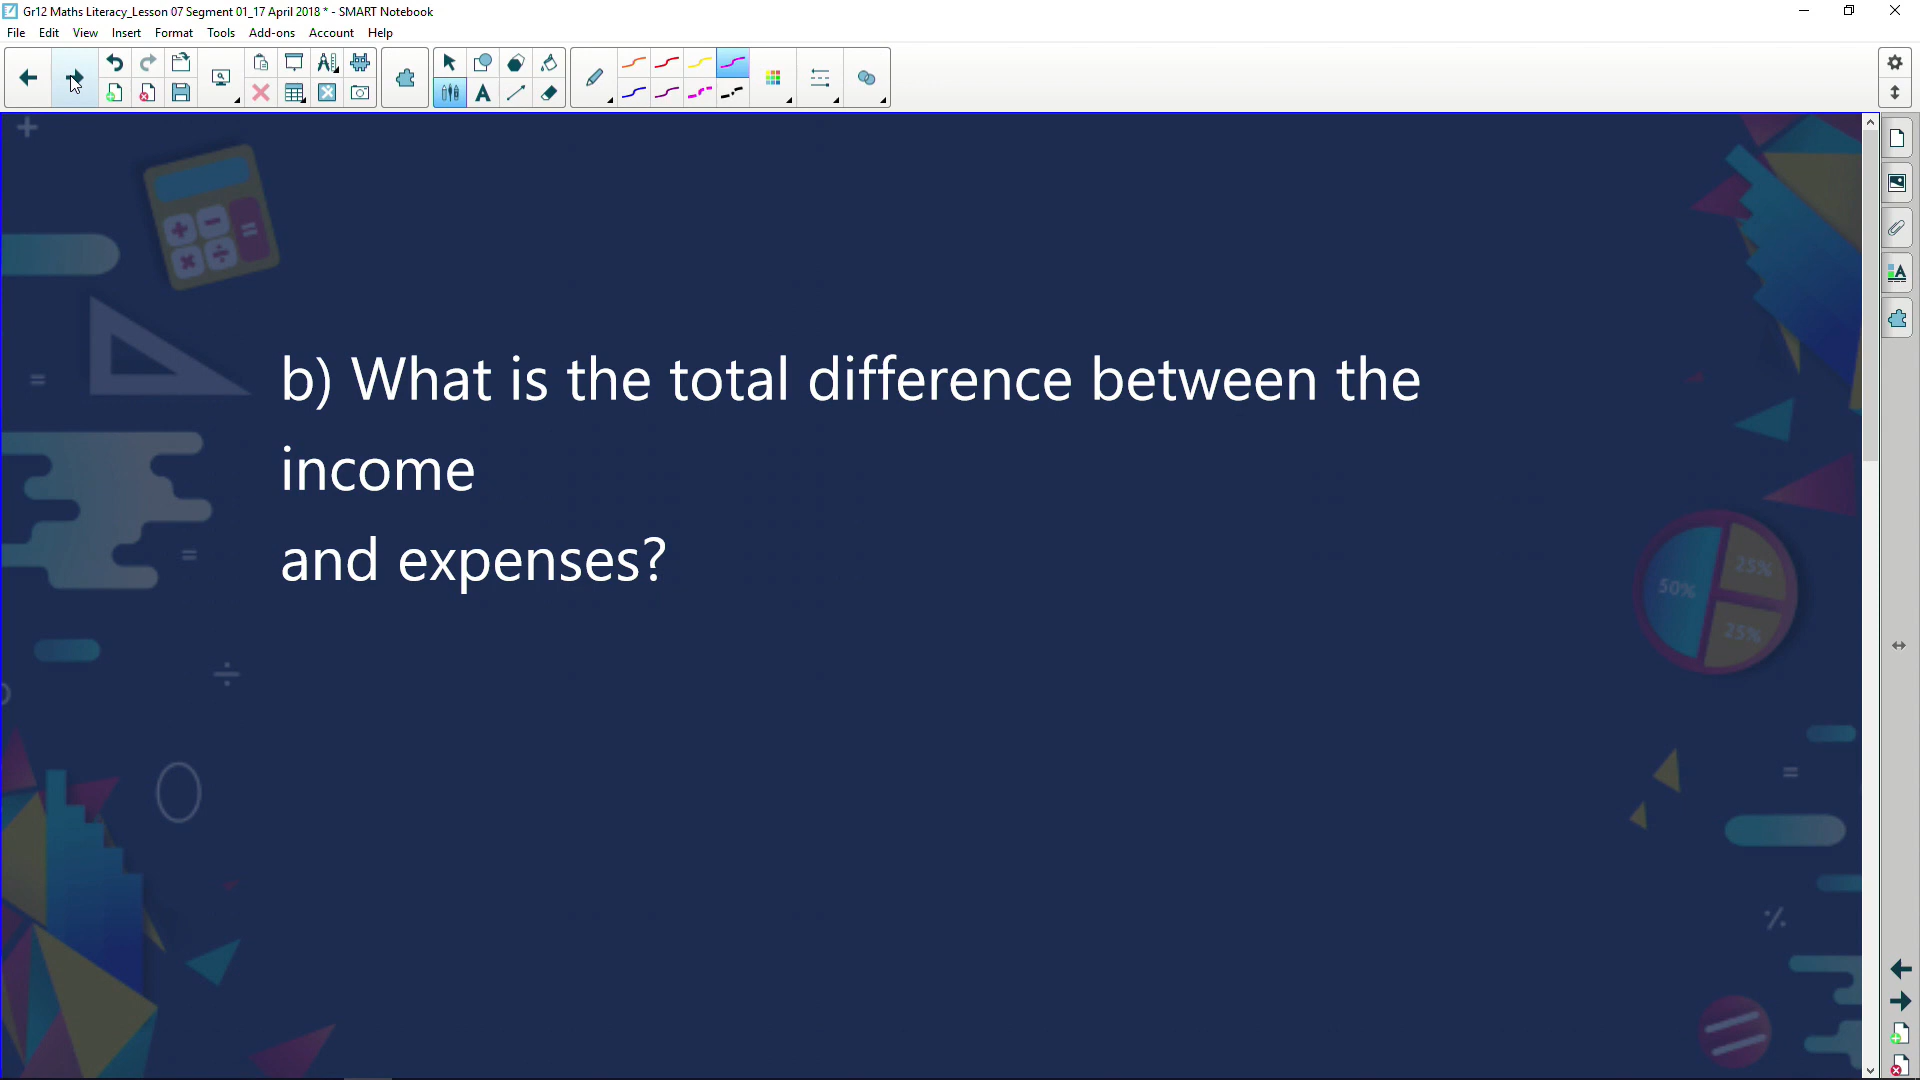 Gr12 Maths Literacy_Lesson 07 Segment 01_17 April 2018 * - SMART Notebook
File Edit View Insert Format Tools Add-ons Account Help
b) What is the total difference between the
income
and expenses?
50%
25%
25%